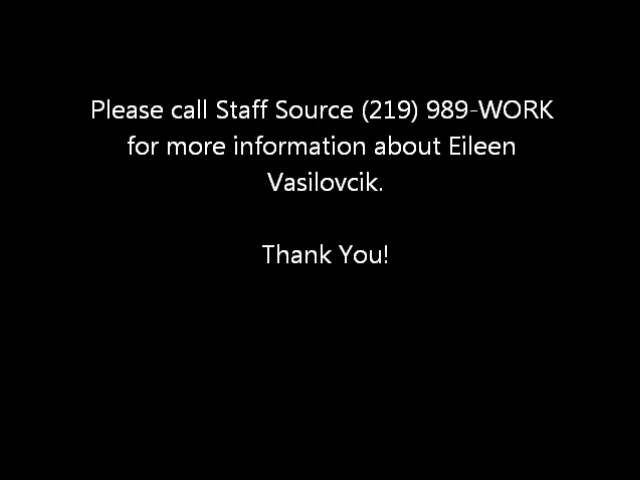 Please call Staff Source (219) 989-WORK
for more information about Eileen
Vasilovcik.
Thank You!